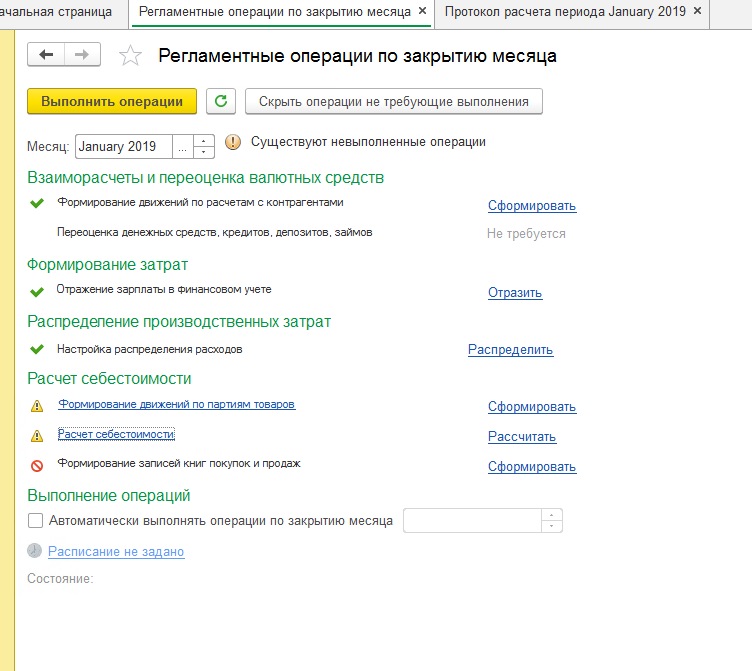 ачальная страница
Регламентные операции по закрытию месяца ×
Протокол расчета периода January 2019 ×
Регламентные операции по закрытию месяца
Выполнить операции
Скрыть операции не требующие выполнения
Месяц: January 2019 ... Существуют невыполненные операции
Взаиморасчеты и переоценка валютных средств
Формирование движений по расчетам с контрагентами Сформировать
Переоценка денежных средств, кредитов, депозитов, займов Не требуется
Формирование затрат
Отражение зарплаты в финансовом учете Отразить
Распределение производственных затрат
Настройка распределения расходов Распределить
Расчет себестоимости
Формирование движений по партиям товаров Сформировать
Расчет себестоимости Рассчитать
Формирование записей книг покупок и продаж Сформировать
Выполнение операций
Автоматически выполнять операции по закрытию месяца
Расписание не задано
Состояние: